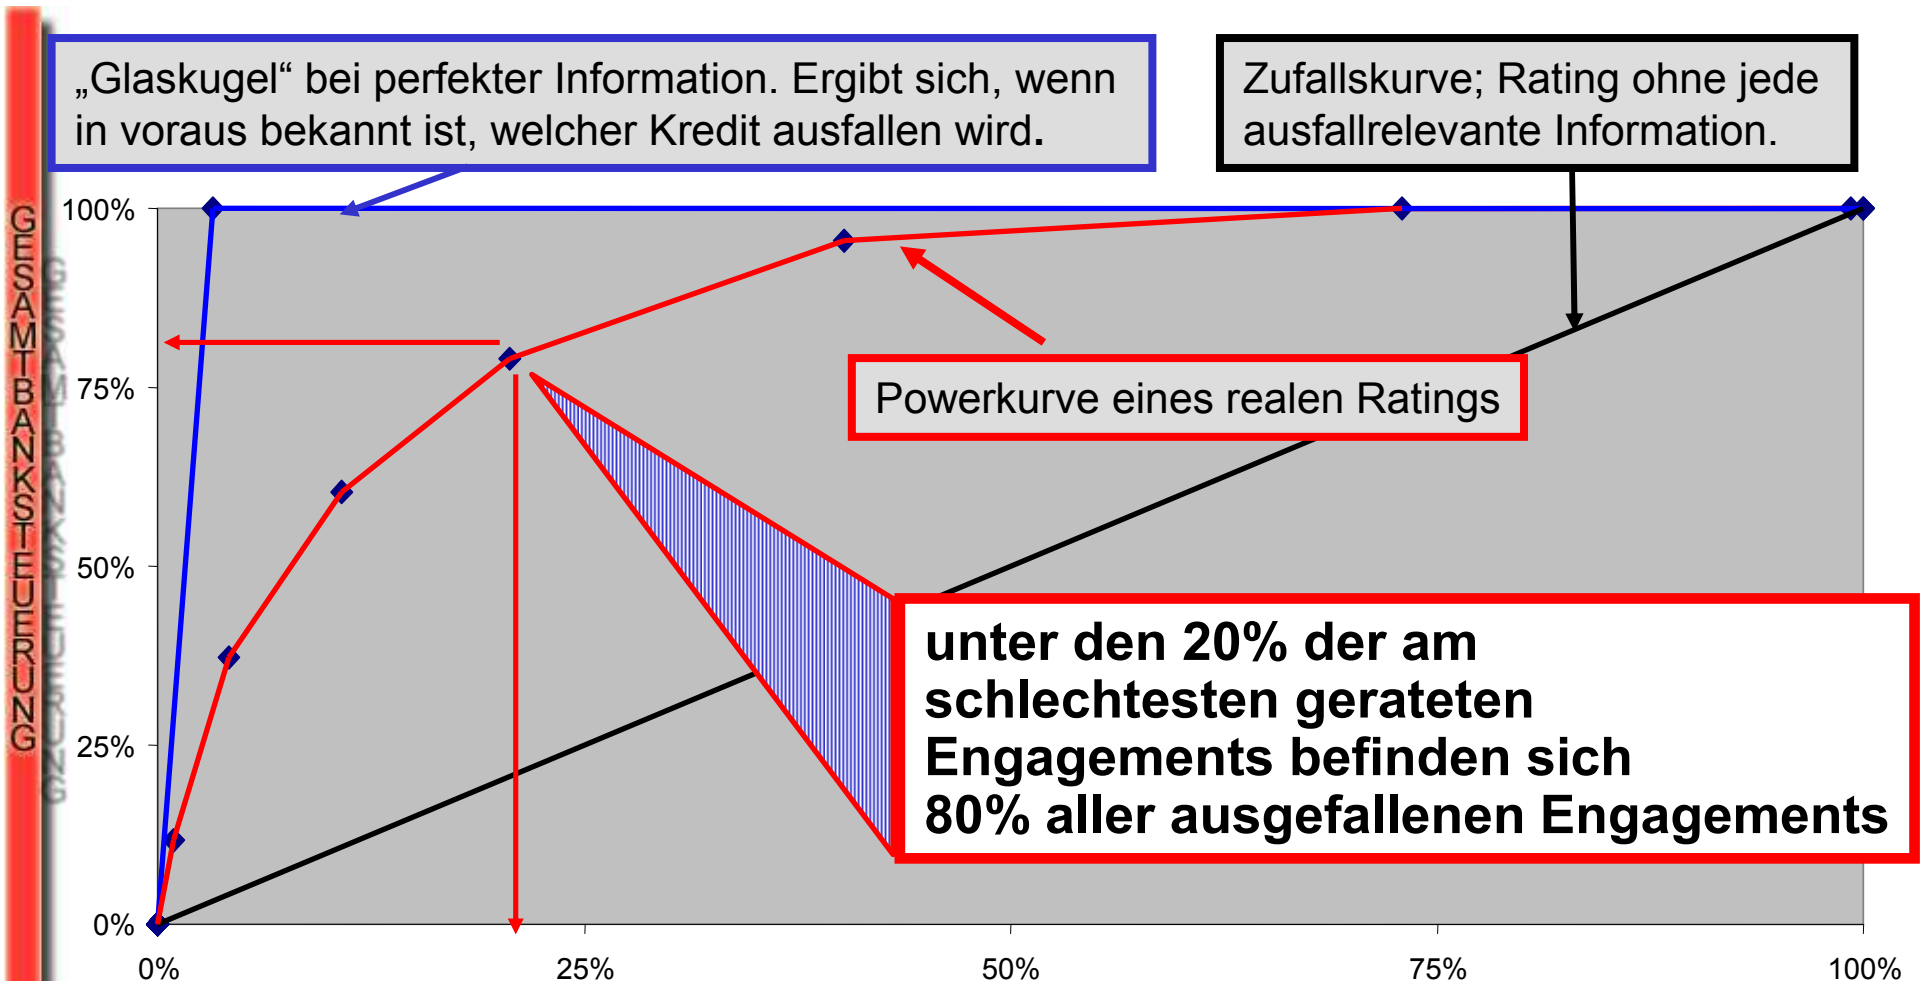 GESAMTBANKSTEUERUNG
„Glaskugel“ bei perfekter Information. Ergibt sich, wenn
in voraus bekannt ist, welcher Kredit ausfallen wird.
Zufallskurve; Rating ohne jede
ausfallrelevante Information.
100%
75%
50%
25%
0%
Powerkurve eines realen Ratings
unter den 20% der am
schlechtesten gerateten
Engagements befinden sich
80% aller ausgefallenen Engagements
0%
25%
50%
75%
100%